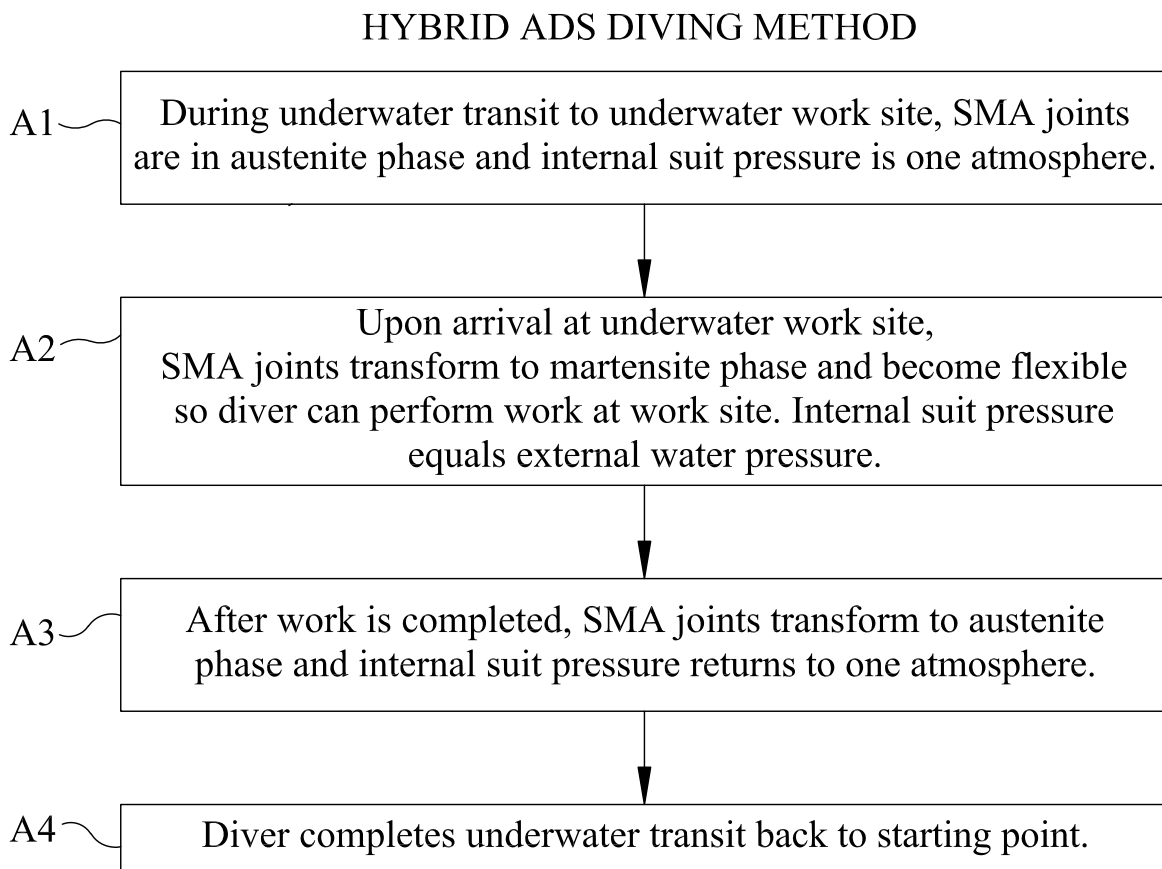 HYBRID ADS DIVING METHOD
A1
During underwater transit to underwater work site, SMA joints
are in austenite phase and internal suit pressure is one atmosphere.
A2
Upon arrival at underwater work site,
SMA joints transform to martensite phase and become flexible
so diver can perform work at work site. Internal suit pressure
equals external water pressure.
A3
After work is completed, SMA joints transform to austenite
phase and internal suit pressure returns to one atmosphere.
A4
Diver completes underwater transit back to starting point.